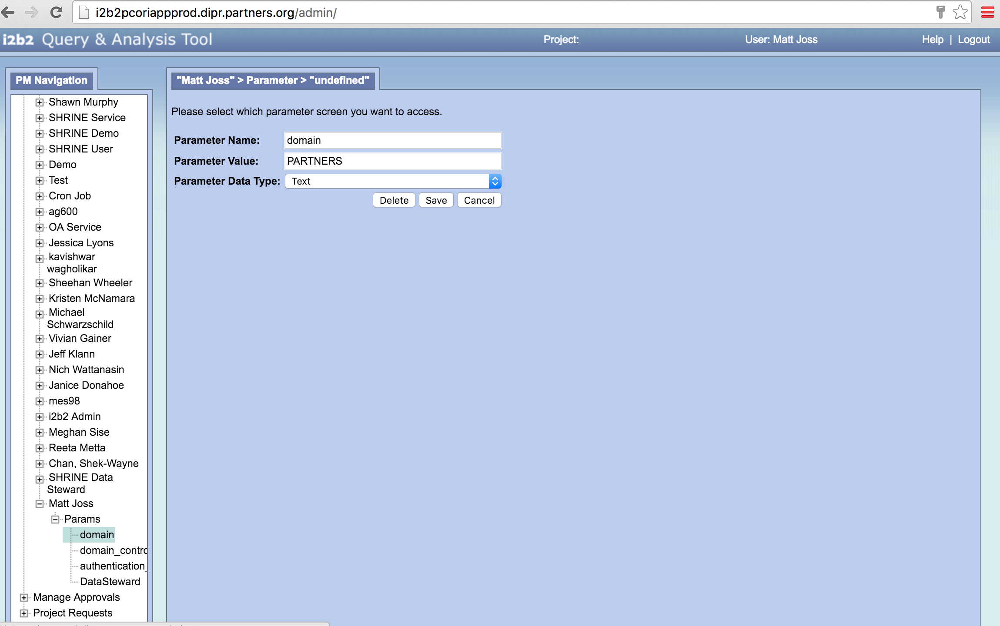 i2b2pcoriappprod.dipr.partners.org/admin/
i2b2 Query & Analysis Tool
Project:
User: Matt Joss
Help | Logout
PM Navigation
Shawn Murphy
SHRINE Service
SHRINE Demo
SHRINE User
Demo
Test
Cron Job
ag600
OA Service
Jessica Lyons
kavishwar
wagholikar
Sheehan Wheeler
Kristen McNamara
Michael
Schwarzschild
Vivian Gainer
Jeff Klann
Nich Wattanasin
Janice Donahoe
mes98
i2b2 Admin
Meghan Sise
Reeta Metta
Chan, Shek-Wayne
SHRINE Data
Steward
Matt Joss
Params
domain
domain_contro
authentication_
DataSteward
Manage Approvals
Project Requests
"Matt Joss" > Parameter > "undefined"
Please select which parameter screen you want to access.
Parameter Name: domain
Parameter Value: PARTNERS
Parameter Data Type: Text
Delete Save Cancel